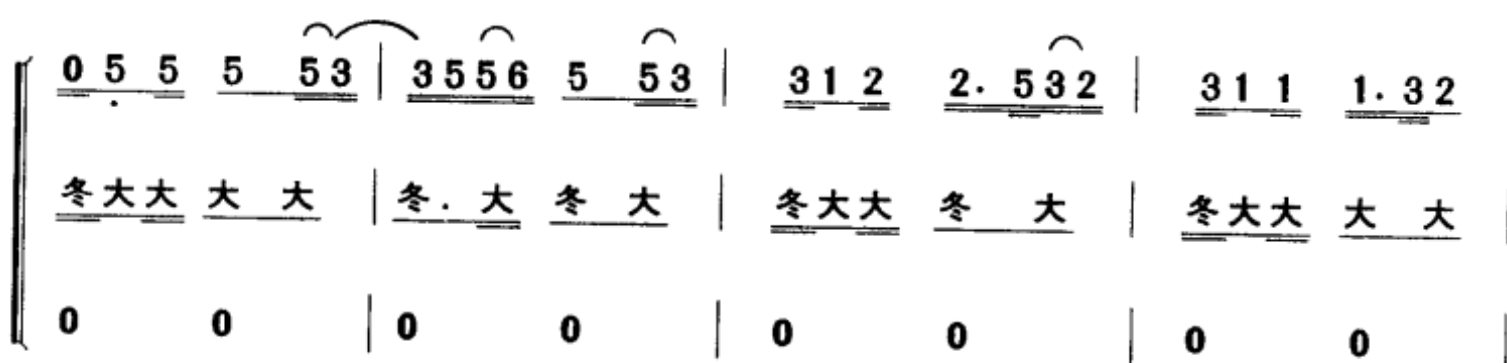 0 5 5 5 5 3 | 3 5 5 6 5 5 3 | 3 1 2 2. 5 3 2 | 3 1 1 1. 3 2
冬大大 大 大 | 冬. 大 冬 大 | 冬大大 冬 大 | 冬大大 大 大 |
0 0 | 0 0 | 0 0 | 0 0 |